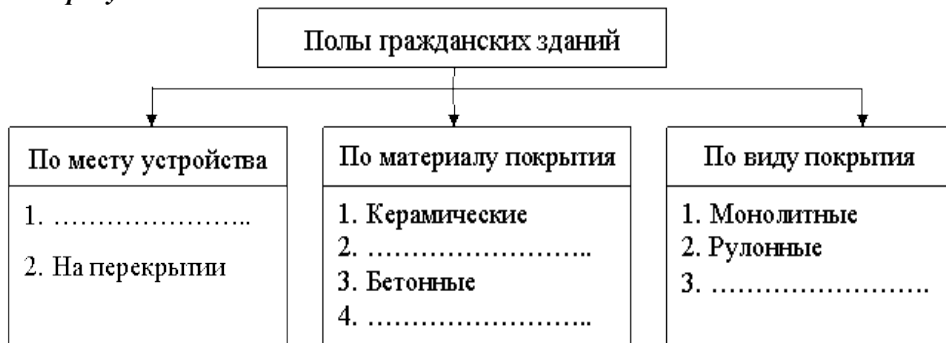 Полы гражданских зданий
По месту устройства
1. …………………..
2. На перекрытии
По материалу покрытия
1. Керамические
2. …………………..
3. Бетонные
4. …………………..
По виду покрытия
1. Монолитные
2. Рулонные
3. …………………….